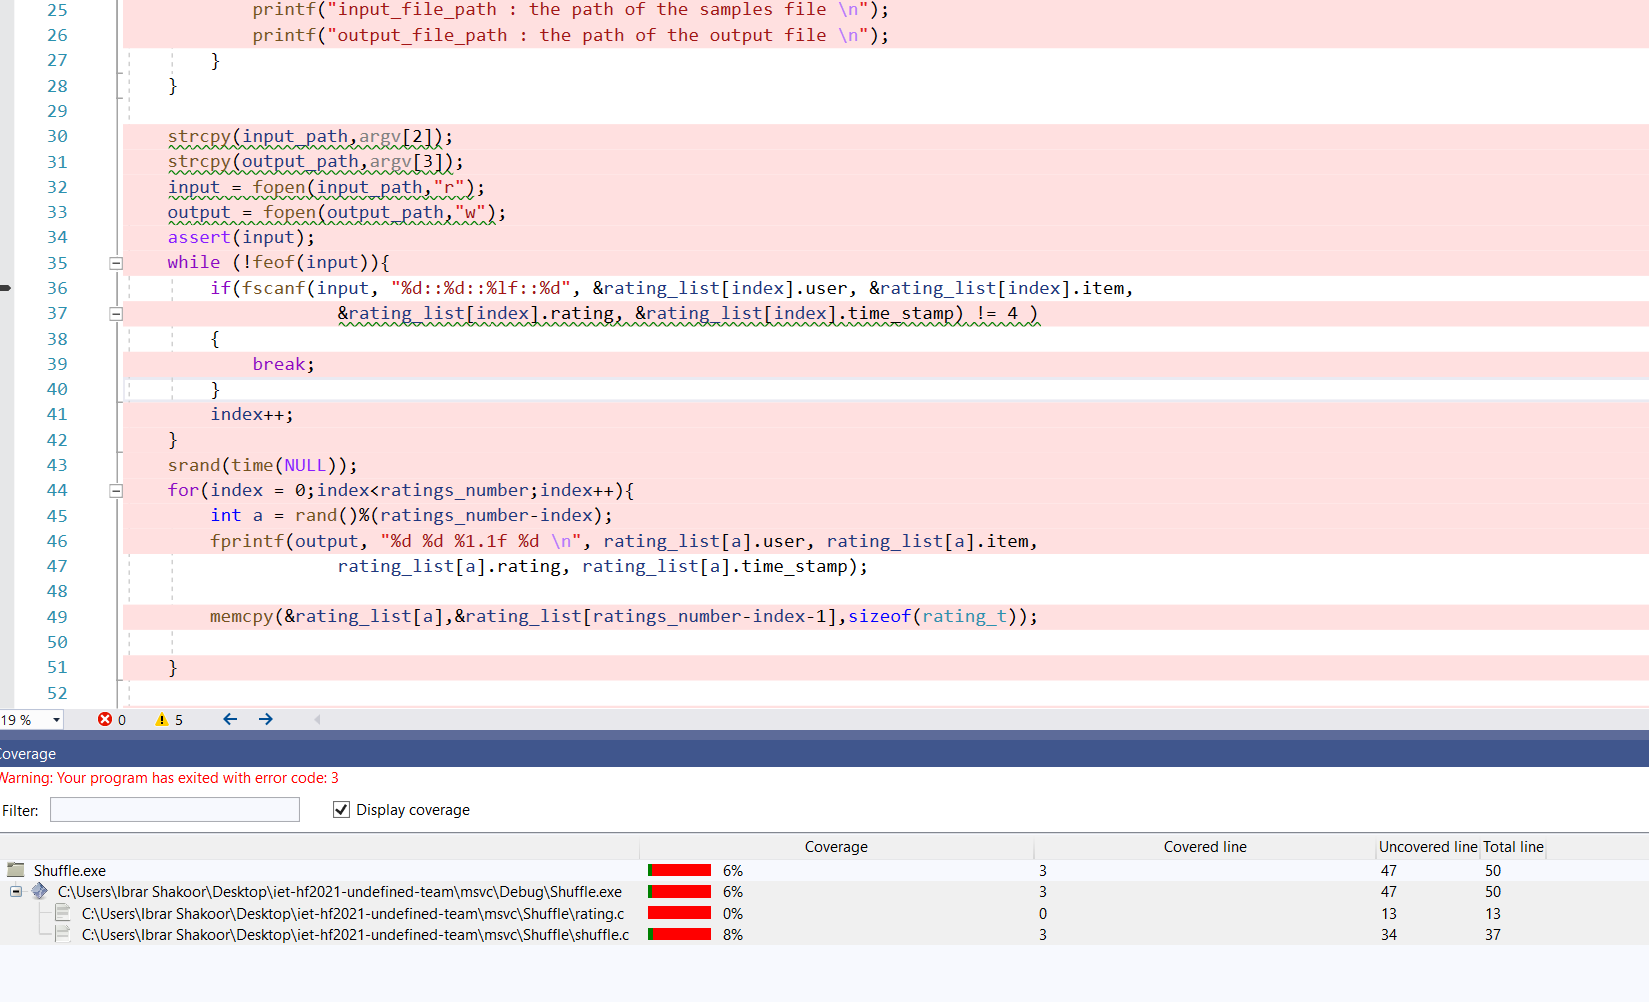 25 printf("input_file_path : the path of the samples file \n");
26 printf("output_file_path : the path of the output file \n");
27 }
28 }
29
30 strcpy(input_path,argv[2]);
31 strcpy(output_path,argv[3]);
32 input = fopen(input_path,"r");
33 output = fopen(output_path,"w");
34 assert(input);
35 while (!feof(input)){
36 if(fscanf(input, "%d::%d::%lf::%d", &rating_list[index].user, &rating_list[index].item,
37 &rating_list[index].rating, &rating_list[index].time_stamp) != 4 )
38 {
39 break;
40 }
41 index++;
42 }
43 srand(time(NULL));
44 for(index = 0;index<ratings_number;index++){
45 int a = rand()%(ratings_number-index);
46 fprintf(output, "%d %d %1.1f %d \n", rating_list[a].user, rating_list[a].item,
47 rating_list[a].rating, rating_list[a].time_stamp);
48
49 memcpy(&rating_list[a],&rating_list[ratings_number-index-1],sizeof(rating_t));
50
51 }
52
19 % 0 5
overage
Warning: Your program has exited with error code: 3
Filter: Display coverage
Coverage Covered line Uncovered line Total line
Shuffle.exe 6% 3 47 50
C:\Users\Ibrar Shakoor\Desktop\iet-hf2021-undefined-team\msvc\Debug\Shuffle.exe 6% 3 47 50
C:\Users\Ibrar Shakoor\Desktop\iet-hf2021-undefined-team\msvc\Shuffle\rating.c 0% 0 13 13
C:\Users\Ibrar Shakoor\Desktop\iet-hf2021-undefined-team\msvc\Shuffle\shuffle.c 8% 3 34 37